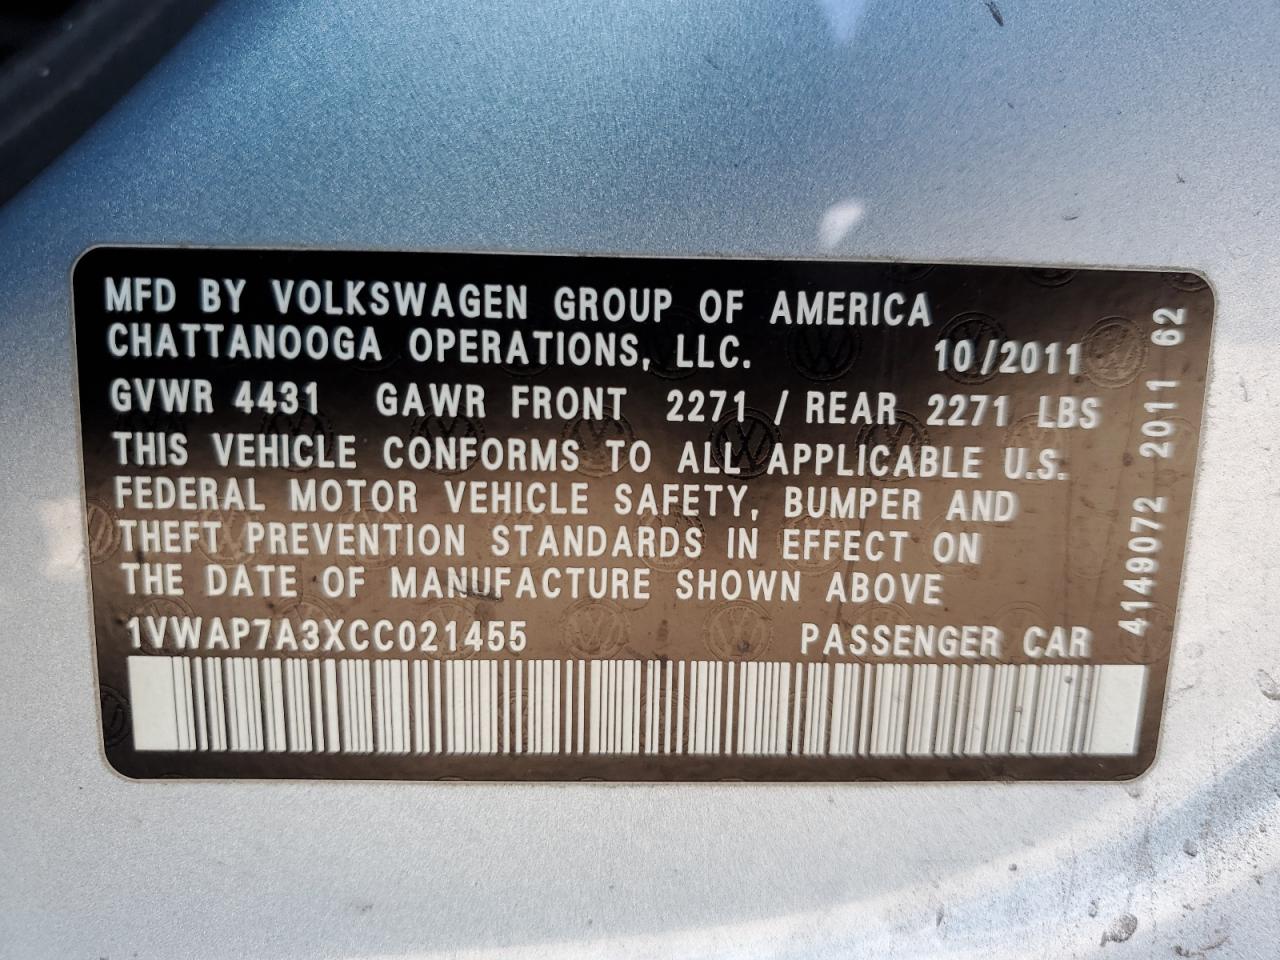 MFD BY VOLKSWAGEN GROUP OF AMERICA
CHATTANOOGA OPERATIONS, LLC. 10/2011
GVWR 4431 GAWR FRONT 2271 / REAR 2271 LBS
THIS VEHICLE CONFORMS TO ALL APPLICABLE U.S.
FEDERAL MOTOR VEHICLE SAFETY, BUMPER AND
THEFT PREVENTION STANDARDS IN EFFECT ON
THE DATE OF MANUFACTURE SHOWN ABOVE
1VWAP7A3XCC021455 PASSENGER CAR
4149072 2011 62